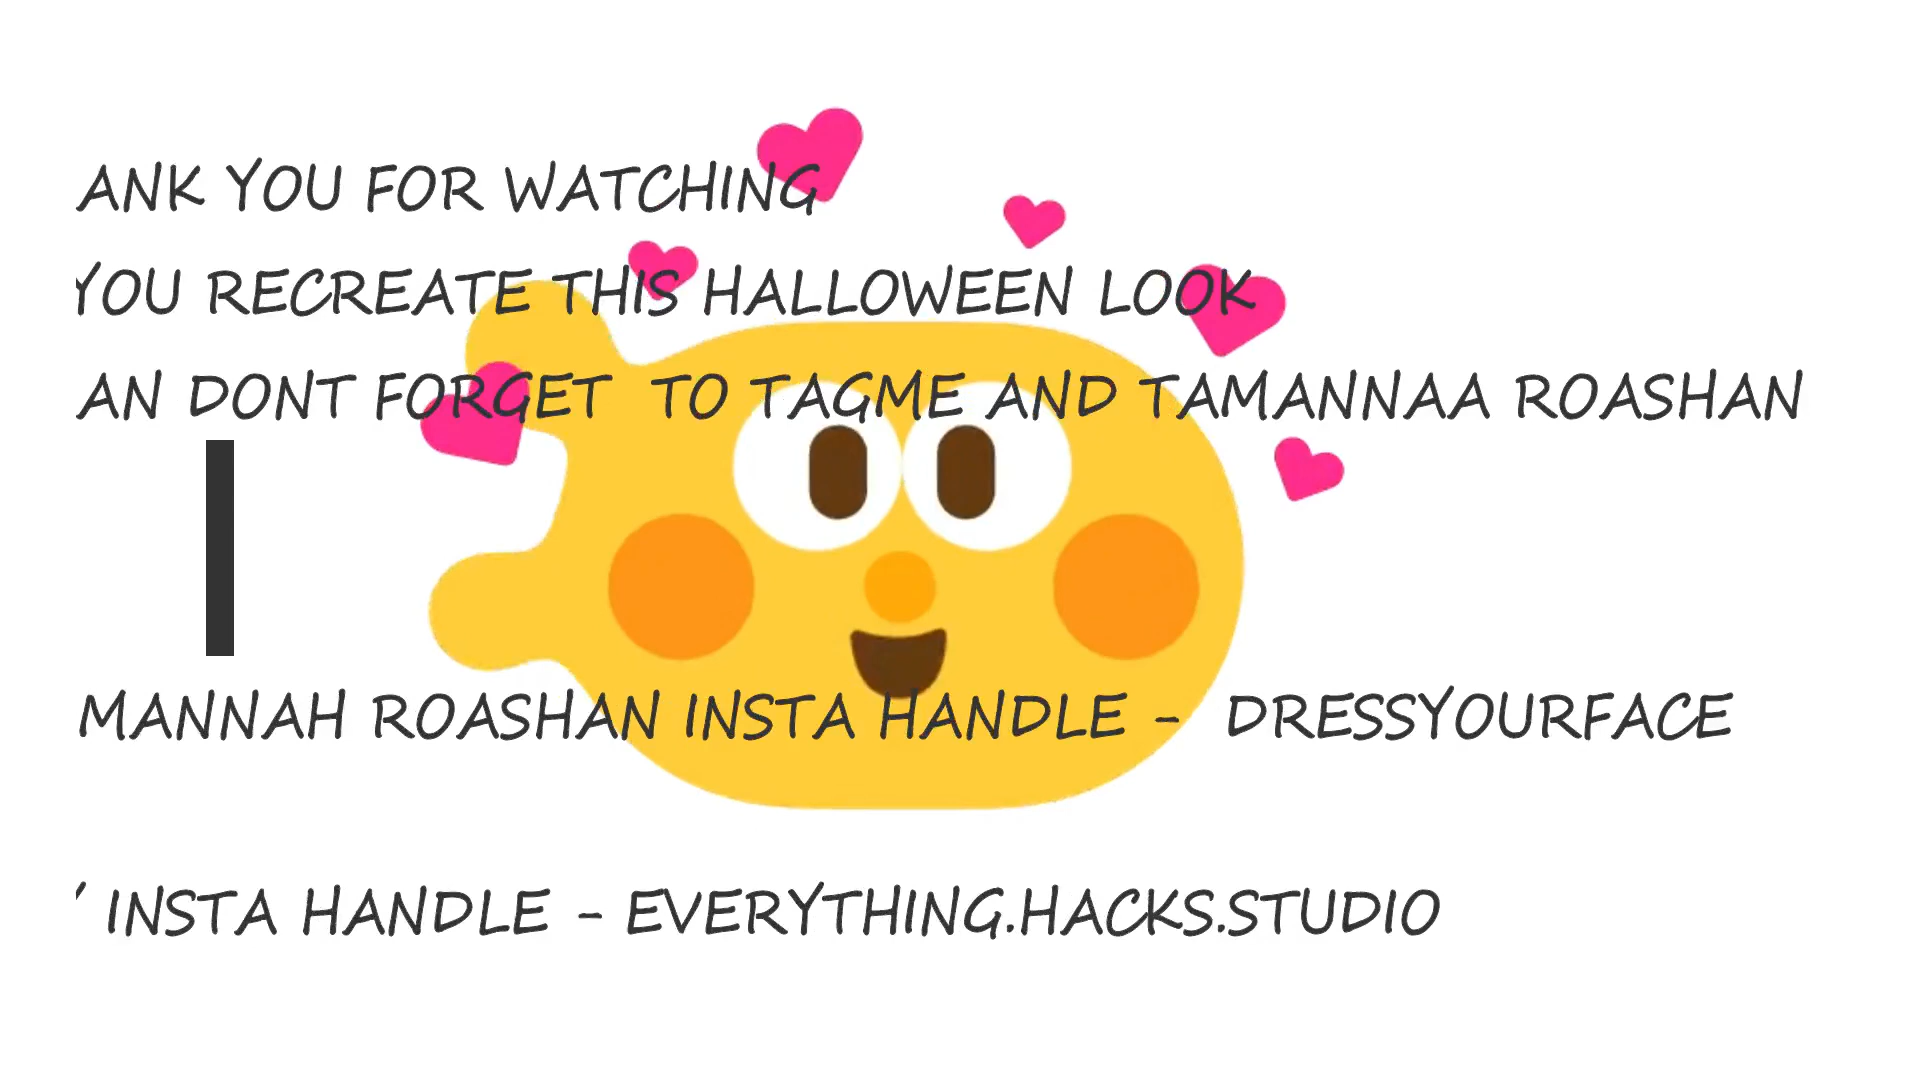 ANK YOU FOR WATCHING
YOU RECREATE THIS HALLOWEEN LOOK
AN DONT FORGET TO TAGME AND TAMANNAA ROASHAN
MANNAH ROASHAN INSTA HANDLE - DRESSYOURFACE
INSTA HANDLE - EVERYTHING.HACKS.STUDIO